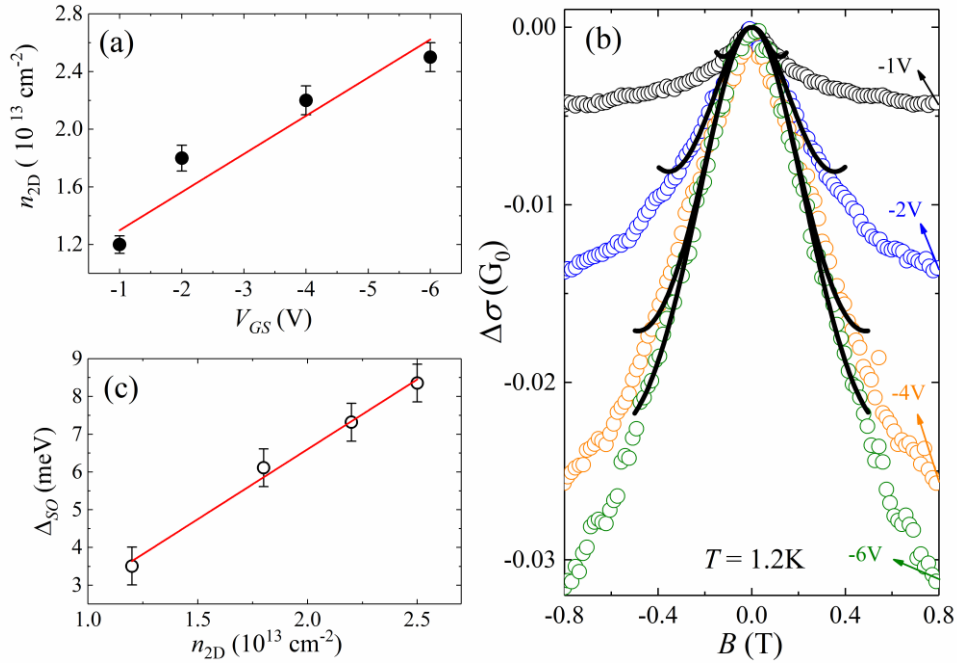 (a)
2.8
2.4
2.0
1.6
1.2
n2D ( 10^13 cm^-2)
-1 -2 -3 -4 -5 -6
VGS (V)
(c)
9
8
7
6
5
4
3
ΔSO (meV)
1.0 1.5 2.0 2.5
n2D (10^13 cm^-2)
(b)
0.00
-0.01
-0.02
-0.03
Δσ (G0)
-1V
-2V
-4V
-6V
T = 1.2K
-0.8 -0.4 0.0 0.4 0.8
B (T)